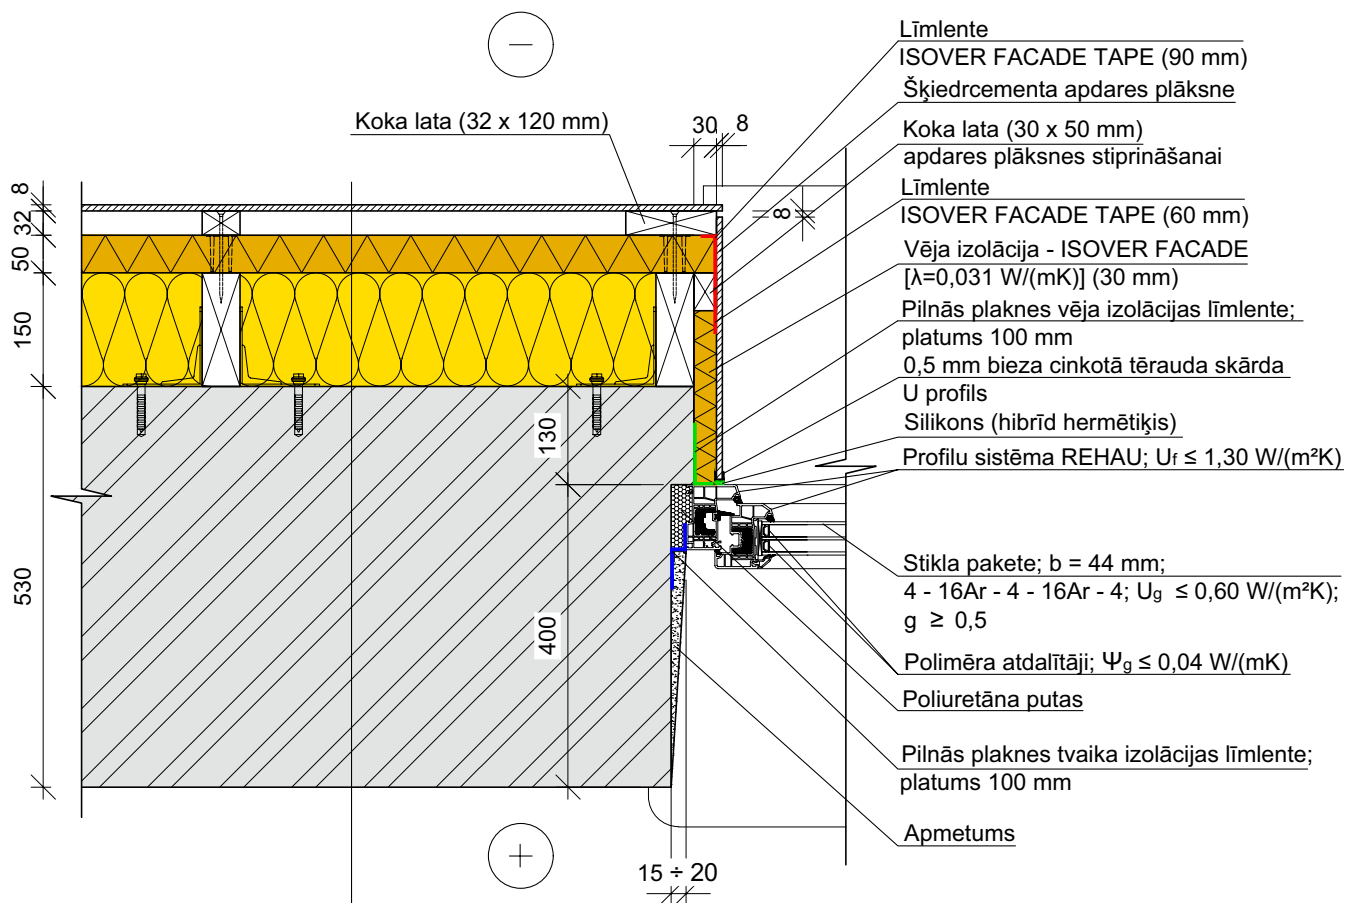 −
Līmlente
ISOVER FACADE TAPE (90 mm)
Šķiedrcementa apdares plāksne
Koka lata (32 x 120 mm)
30
8
Koka lata (30 x 50 mm)
apdares plāksnes stiprināšanai
Līmlente
ISOVER FACADE TAPE (60 mm)
8
32
50
150
530
8
Vēja izolācija - ISOVER FACADE
[λ=0,031 W/(mK)] (30 mm)
Pilnās plaknes vēja izolācijas līmlente;
platums 100 mm
0,5 mm bieza cinkotā tērauda skārda
U profils
Silikons (hibrīd hermētiķis)
Profilu sistēma REHAU; Uf ≤ 1,30 W/(m²K)
130
400
Stikla pakete; b = 44 mm;
4 - 16Ar - 4 - 16Ar - 4; Ug ≤ 0,60 W/(m²K);
g ≥ 0,5
Polimēra atdalītāji; Ψg ≤ 0,04 W/(mK)
Poliuretāna putas
Pilnās plaknes tvaika izolācijas līmlente;
platums 100 mm
Apmetums
+
15 ÷ 20